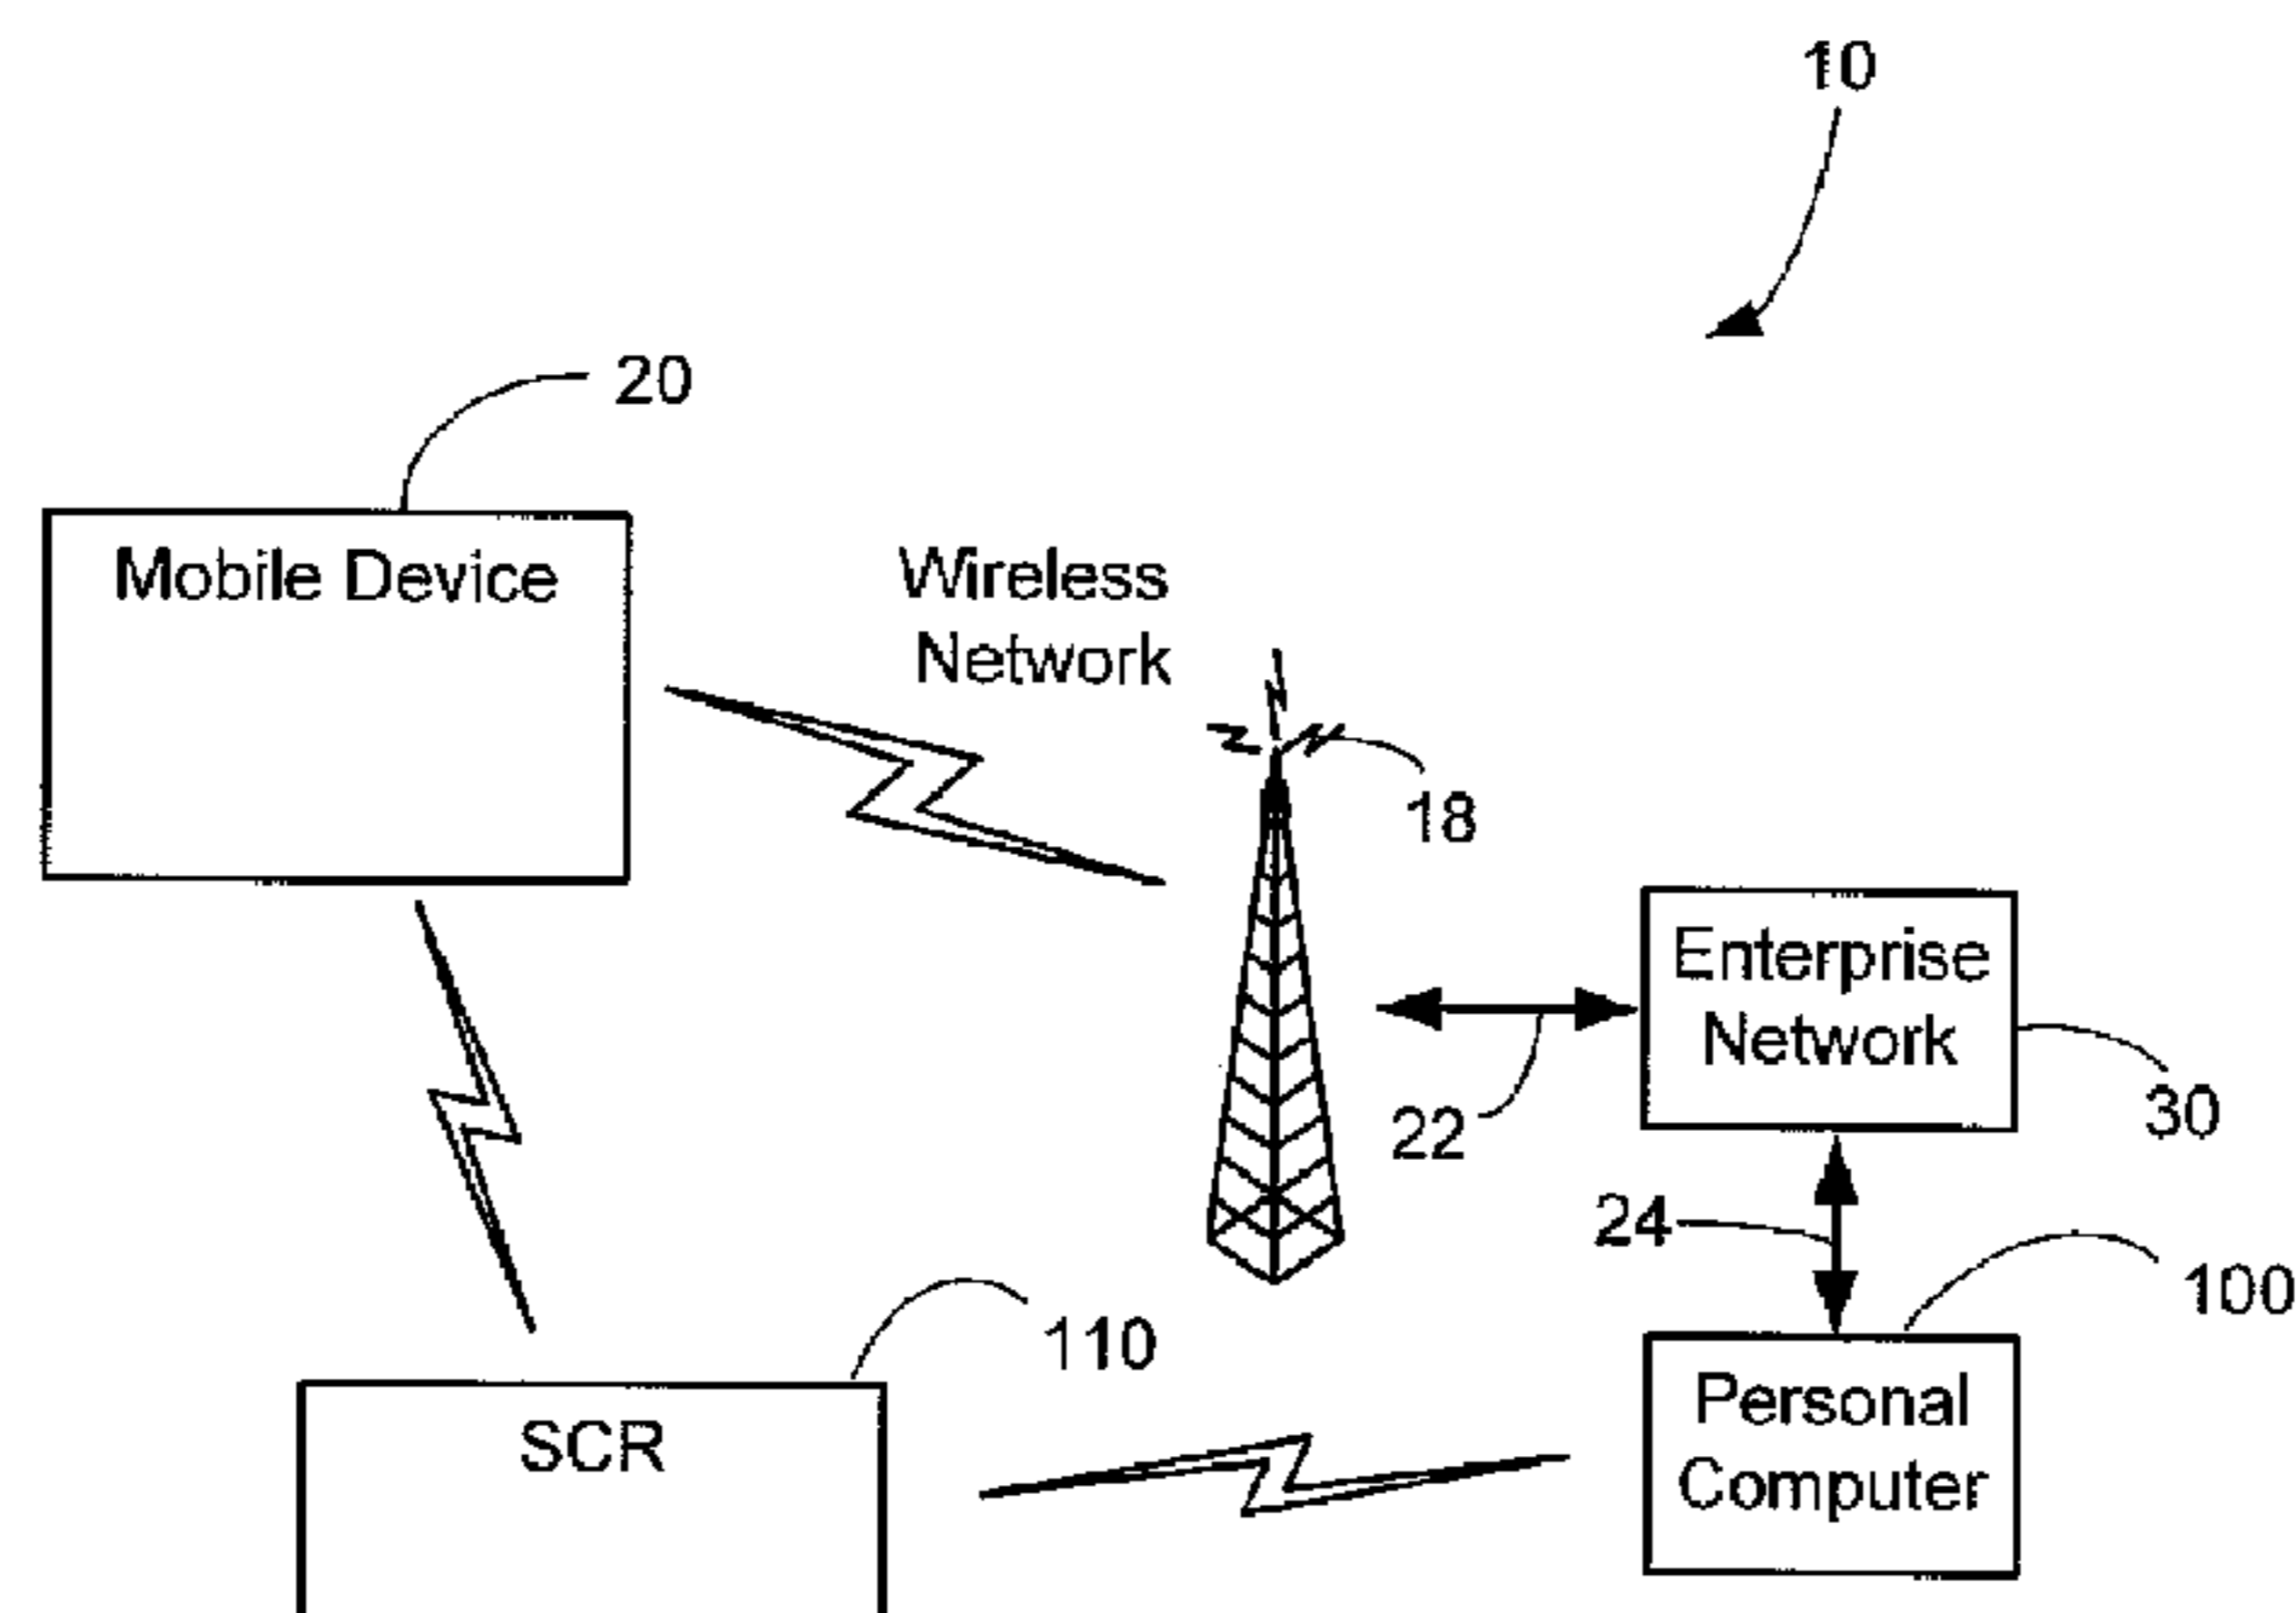 10
20
Mobile Device
Wireless
Network
18
Enterprise
Network
30
22
24
100
110
Personal
Computer
SCR